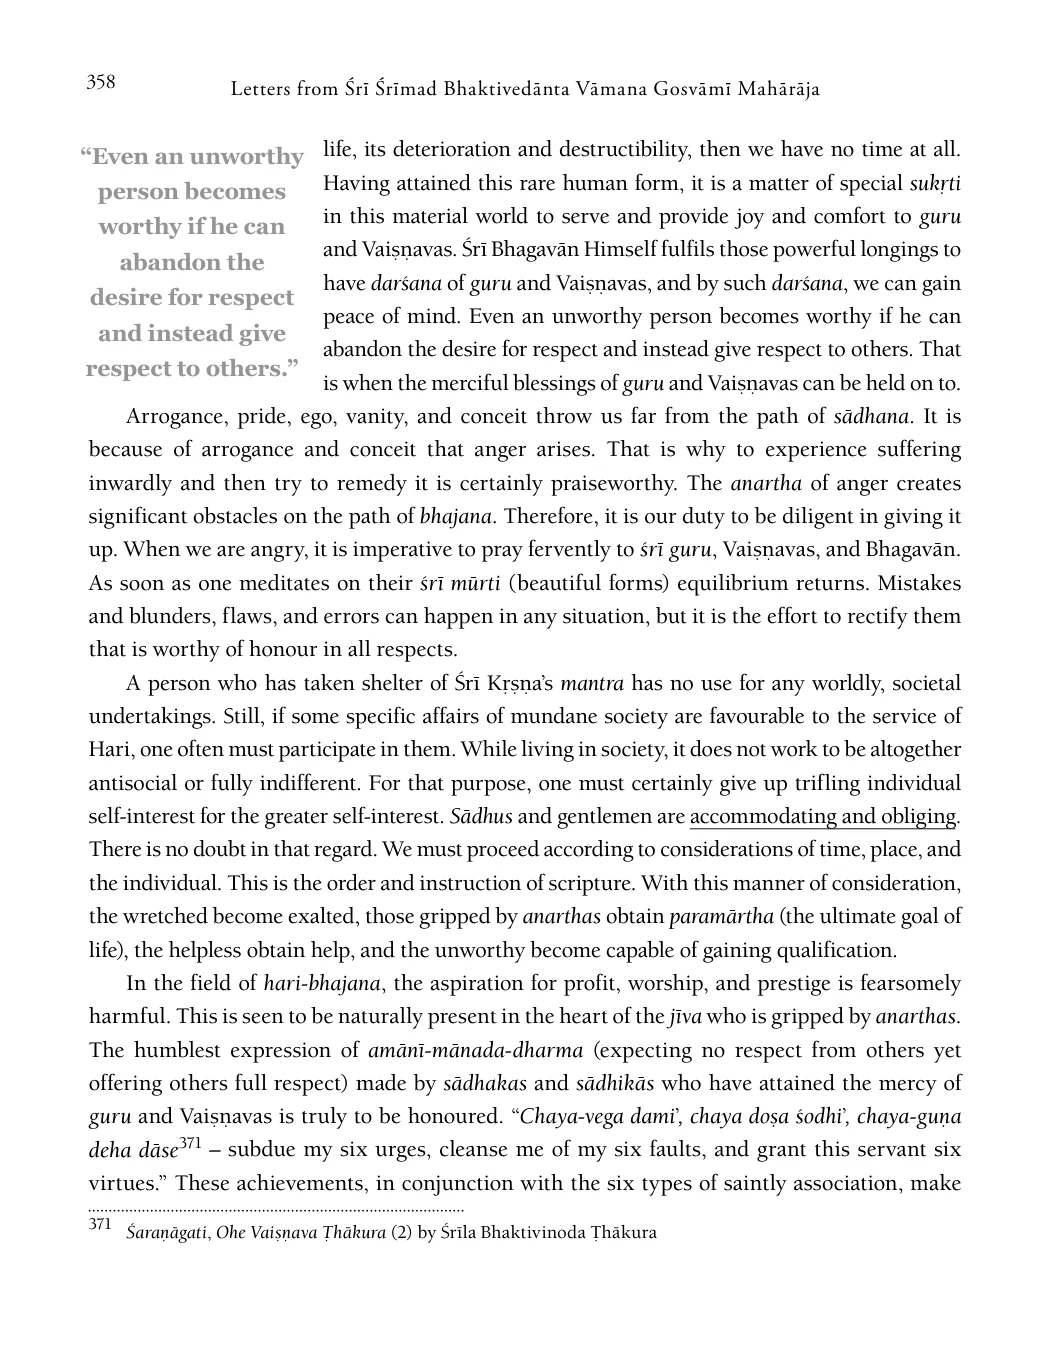 358
Letters from Śrī Śrīmad Bhaktivedānta Vāmana Gosvāmī Mahārāja
“Even an unworthy
person becomes
worthy if he can
abandon the
desire for respect
and instead give
respect to others.”
life, its deterioration and destructibility, then we have no time at all.
Having attained this rare human form, it is a matter of special sukṛti
in this material world to serve and provide joy and comfort to guru
and Vaiṣṇavas. Śrī Bhagavān Himself fulfils those powerful longings to
have darśana of guru and Vaiṣṇavas, and by such darśana, we can gain
peace of mind. Even an unworthy person becomes worthy if he can
abandon the desire for respect and instead give respect to others. That
is when the merciful blessings of guru and Vaiṣṇavas can be held on to.
Arrogance, pride, ego, vanity, and conceit throw us far from the path of sādhana. It is
because of arrogance and conceit that anger arises. That is why to experience suffering
inwardly and then try to remedy it is certainly praiseworthy. The anartha of anger creates
significant obstacles on the path of bhajana. Therefore, it is our duty to be diligent in giving it
up. When we are angry, it is imperative to pray fervently to śrī guru, Vaiṣṇavas, and Bhagavān.
As soon as one meditates on their śrī mūrti (beautiful forms) equilibrium returns. Mistakes
and blunders, flaws, and errors can happen in any situation, but it is the effort to rectify them
that is worthy of honour in all respects.
A person who has taken shelter of Śrī Kṛṣṇa’s mantra has no use for any worldly, societal
undertakings. Still, if some specific affairs of mundane society are favourable to the service of
Hari, one often must participate in them. While living in society, it does not work to be altogether
antisocial or fully indifferent. For that purpose, one must certainly give up trifling individual
self-interest for the greater self-interest. Sādhus and gentlemen are accommodating and obliging.
There is no doubt in that regard. We must proceed according to considerations of time, place, and
the individual. This is the order and instruction of scripture. With this manner of consideration,
the wretched become exalted, those gripped by anarthas obtain paramārtha (the ultimate goal of
life), the helpless obtain help, and the unworthy become capable of gaining qualification.
In the field of hari-bhajana, the aspiration for profit, worship, and prestige is fearsomely
harmful. This is seen to be naturally present in the heart of the jīva who is gripped by anarthas.
The humblest expression of amānī-mānada-dharma (expecting no respect from others yet
offering others full respect) made by sādhakas and sādhikās who have attained the mercy of
guru and Vaiṣṇavas is truly to be honoured. “Chaya-vega dami’, chaya doṣa śodhi’, chaya-guṇa
deha dāse371 – subdue my six urges, cleanse me of my six faults, and grant this servant six
virtues.” These achievements, in conjunction with the six types of saintly association, make
371 Śaraṇāgati, Ohe Vaiṣṇava Ṭhākura (2) by Śrīla Bhaktivinoda Ṭhākura